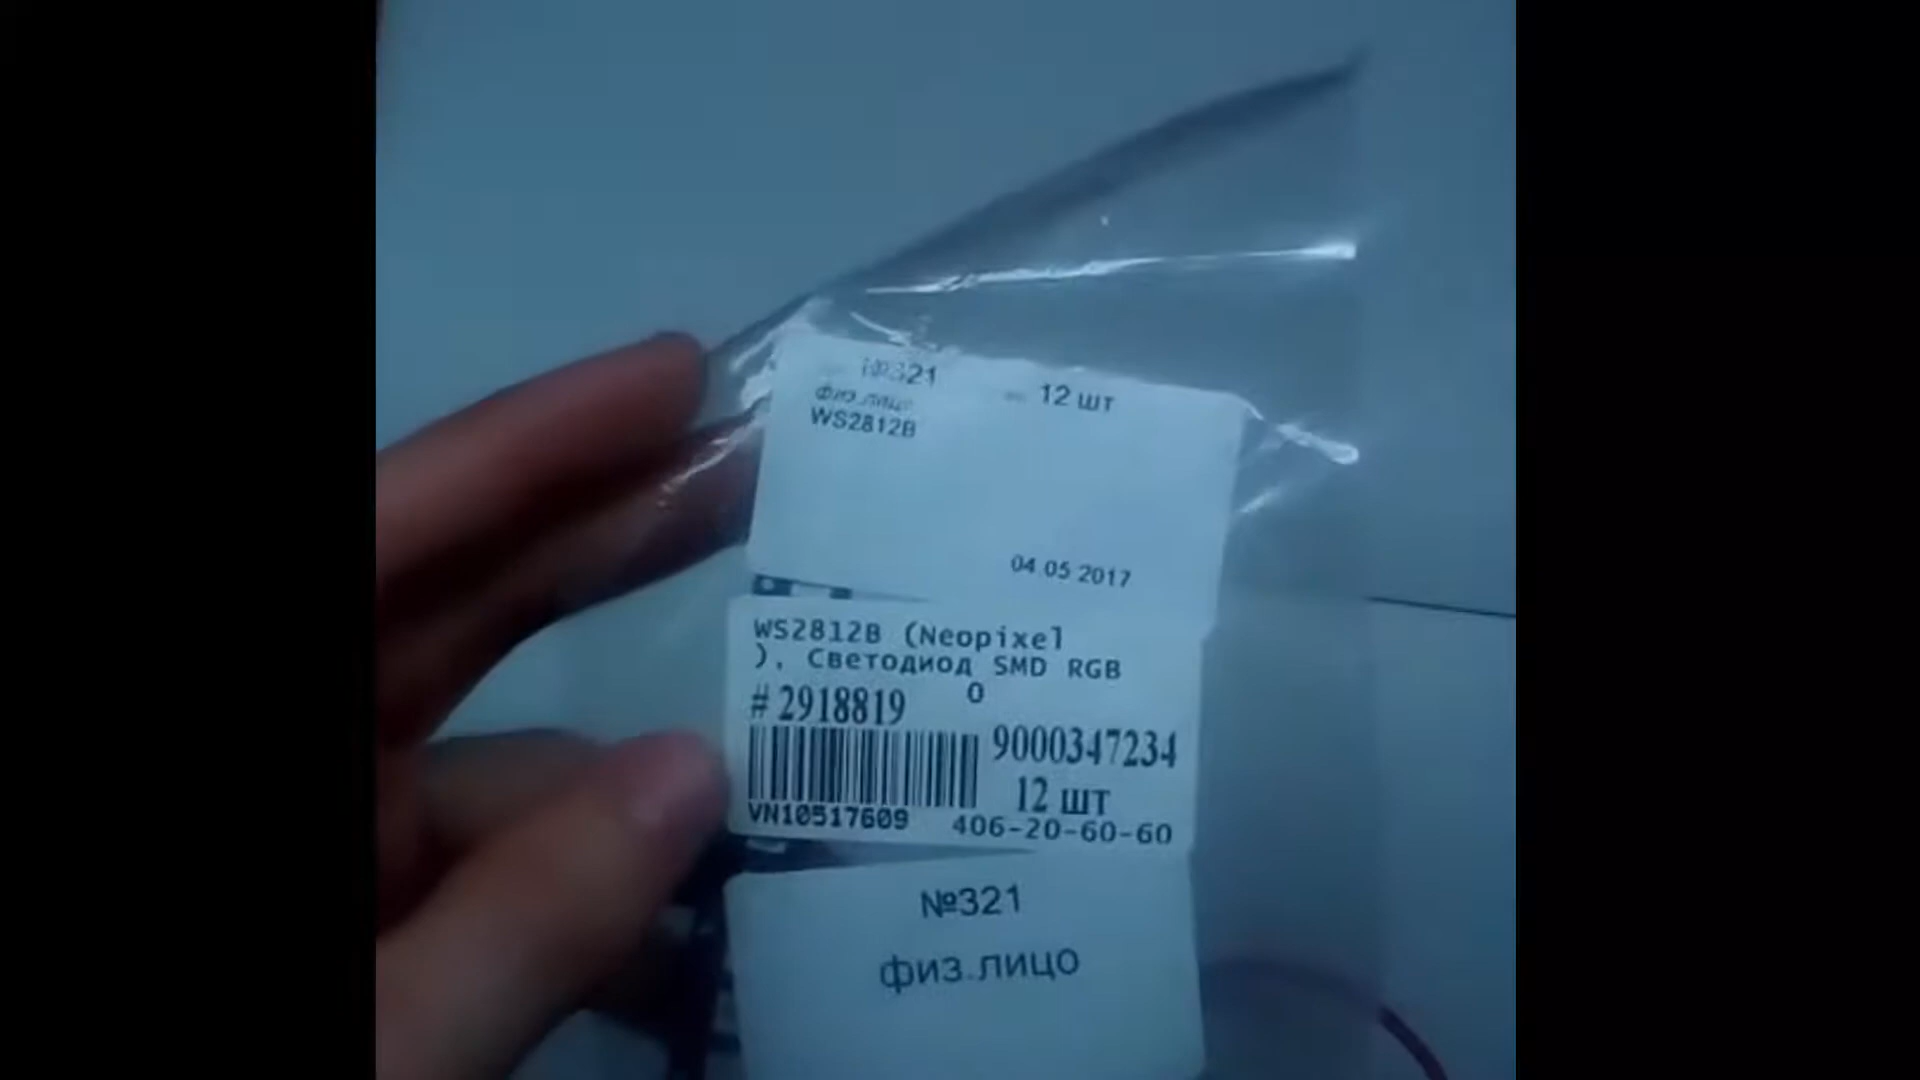 №321 12 шт
физ.лицо
WS2812B
04.05.2017
WS2812B (Neopixel
), Светодиод SMD RGB
0
# 2918819
9000347234
12 шт
VN10517609 406-20-60-60
№321
физ.лицо